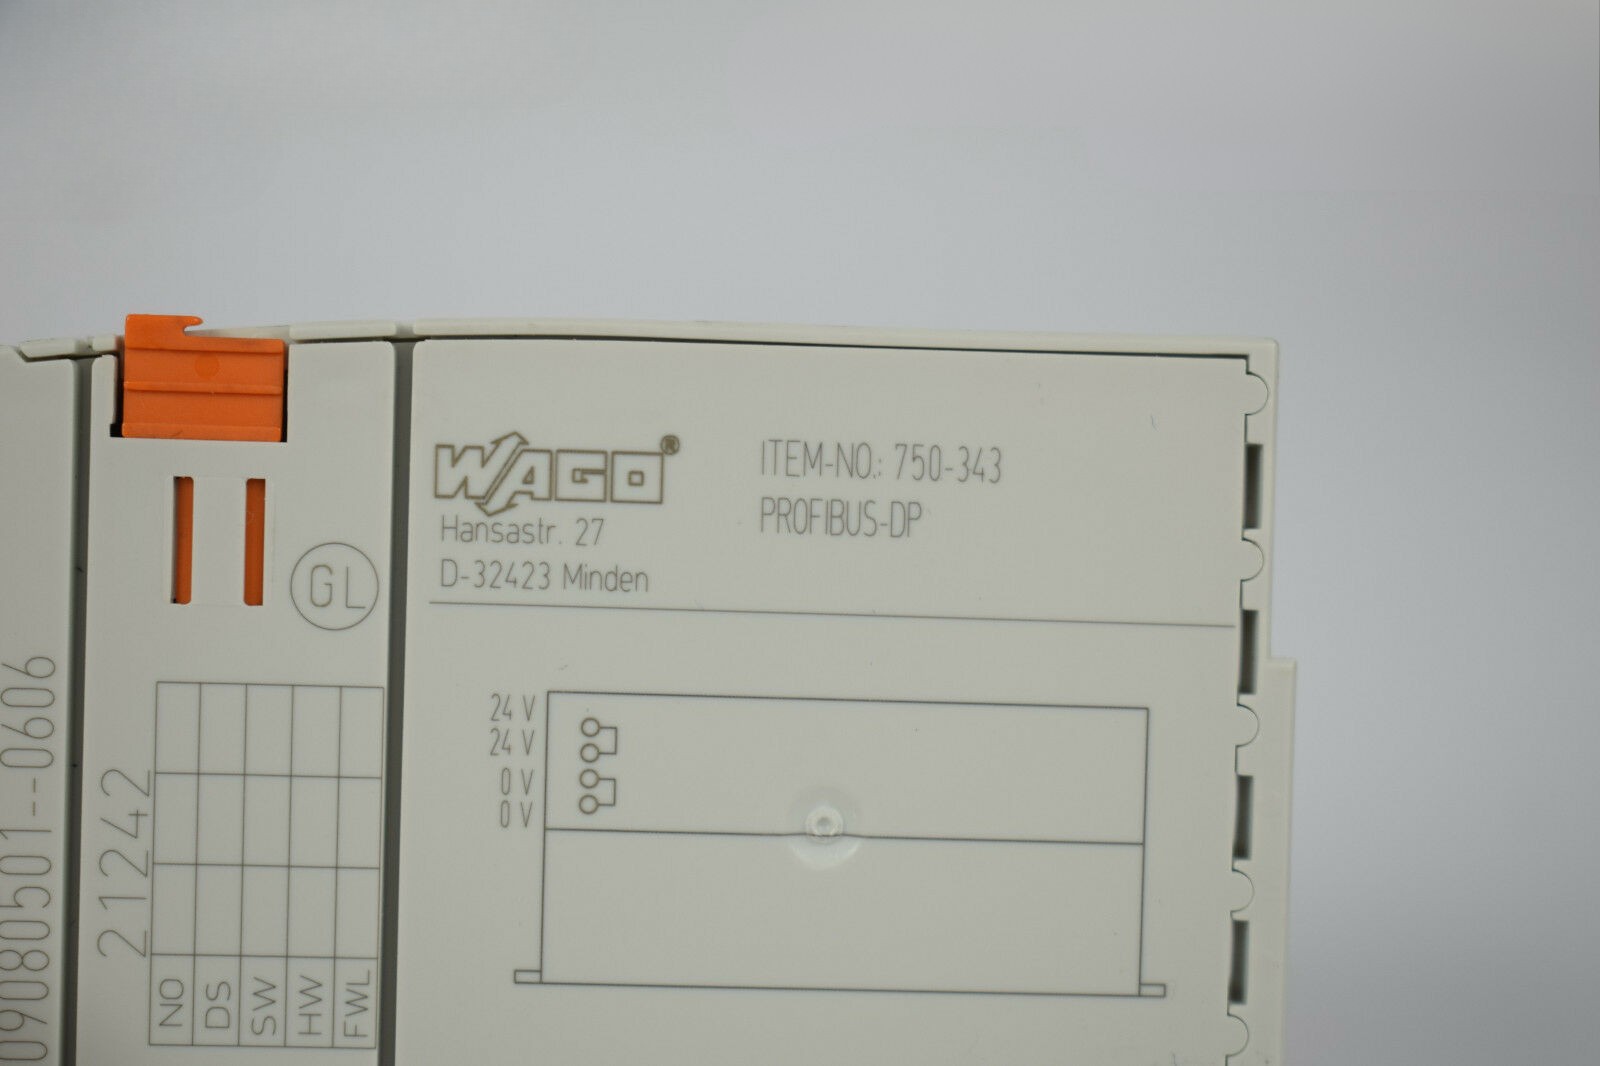 WAGO®
Hansastr. 27
D-32423 Minden
ITEM-NO.: 750-343
PROFIBUS-DP
GL
24 V
24 V
0 V
0 V
21242
NO
DS
SW
HW
FWL
09080501--0606